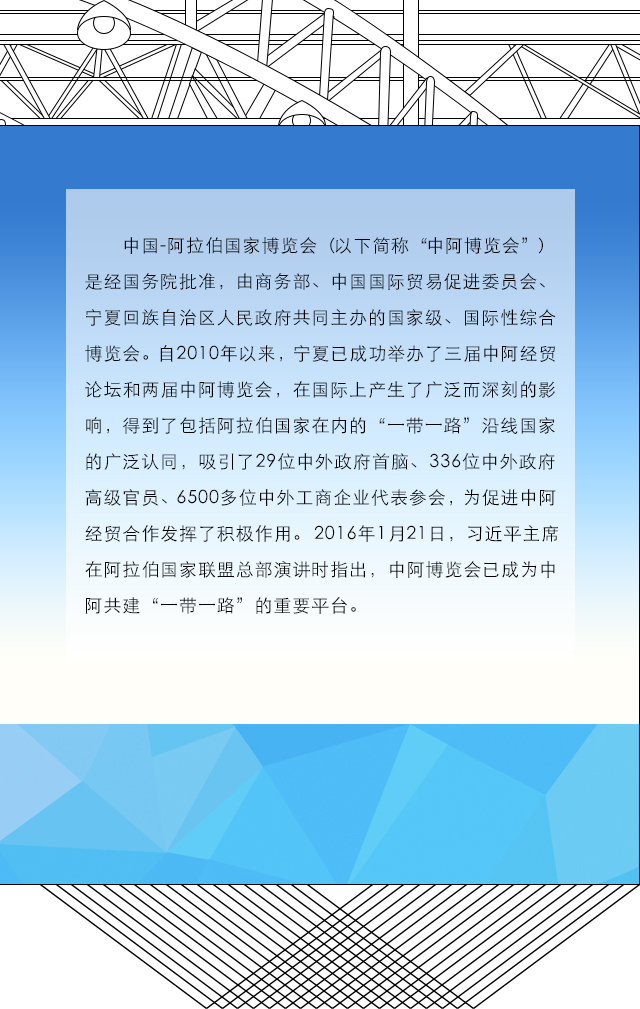 中国-阿拉伯国家博览会（以下简称“中阿博览会”）
是经国务院批准，由商务部、中国国际贸易促进委员会、
宁夏回族自治区人民政府共同主办的国家级、国际性综合
博览会。自2010年以来，宁夏已成功举办了三届中阿经贸
论坛和两届中阿博览会，在国际上产生了广泛而深刻的影
响，得到了包括阿拉伯国家在内的“一带一路”沿线国家
的广泛认同，吸引了29位中外政府首脑、336位中外政府
高级官员、6500多位中外工商企业代表参会，为促进中阿
经贸合作发挥了积极作用。2016年1月21日，习近平主席
在阿拉伯国家联盟总部演讲时指出，中阿博览会已成为中
阿共建“一带一路”的重要平台。